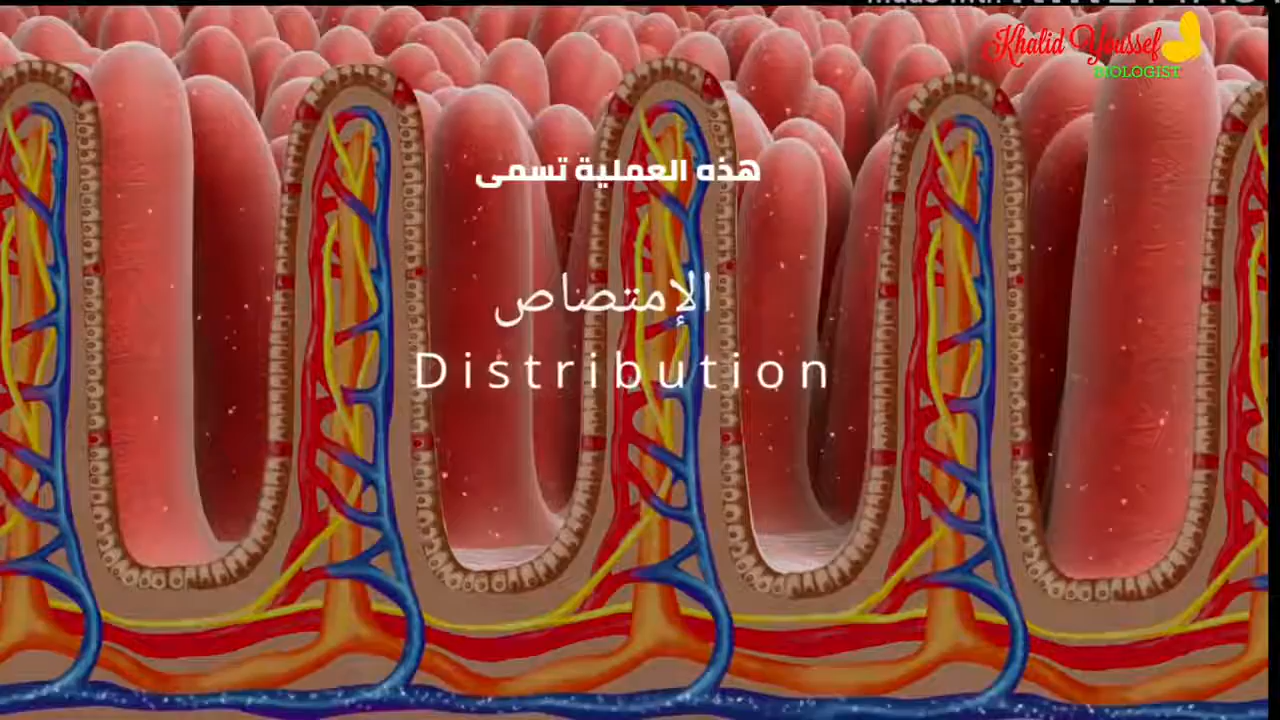 Khalid Youssef
BIOLOGIST
هذه العملية تسمى
الإمتصاص
Distribution